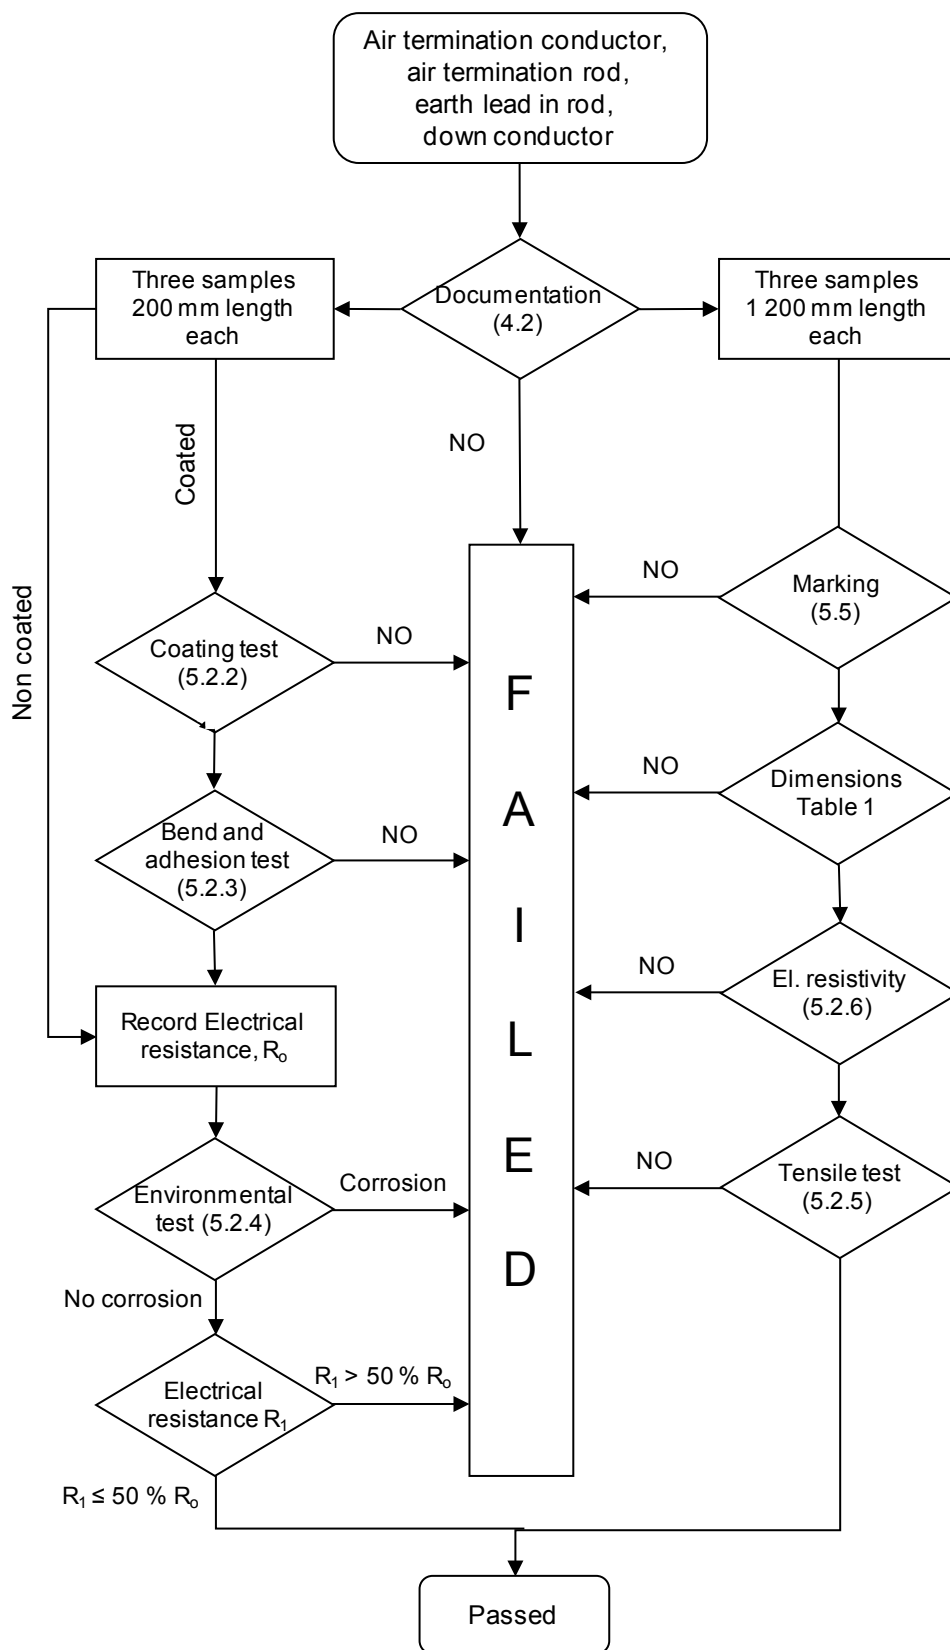 Air termination conductor,
air termination rod,
earth lead in rod,
down conductor
Three samples
200 mm length
each
Documentation
(4.2)
Three samples
1 200 mm length
each
Coated
NO
Non coated
Coating test
(5.2.2)
NO
NO
Marking
(5.5)
Bend and
adhesion test
(5.2.3)
NO
NO
Dimensions
Table 1
F
A
I
L
E
D
Record Electrical
resistance, Rₒ
NO
El. resistivity
(5.2.6)
Environmental
test (5.2.4)
Corrosion
NO
Tensile test
(5.2.5)
No corrosion
Electrical
resistance R₁
R₁ > 50 % Rₒ
R₁ ≤ 50 % Rₒ
Passed